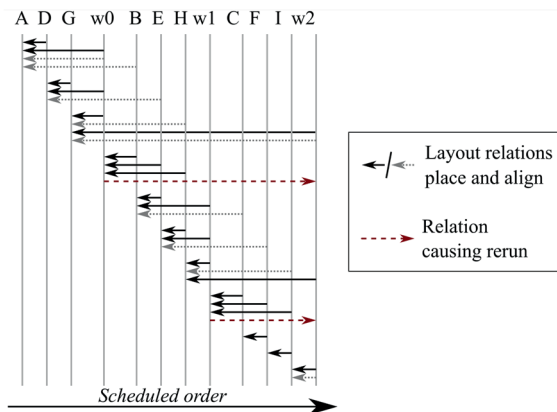 A D G w0 B E H w1 C F I w2
Layout relations
place and align
Relation
causing rerun
Scheduled order